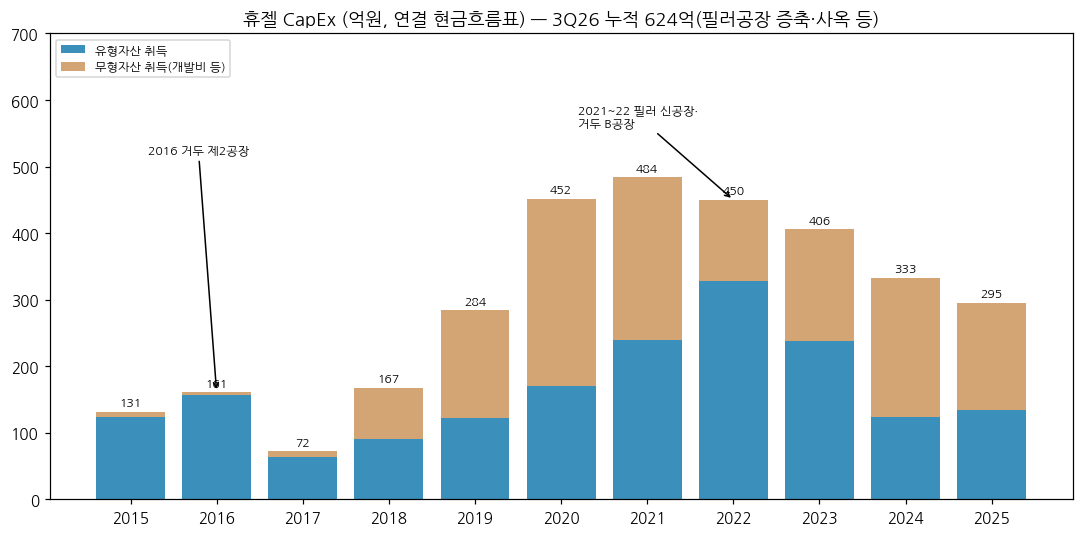 휴젤 CapEx (억원, 연결 현금흐름표) — 3Q26 누적 624억(필러공장 증축·사옥 등)
700
600
500
400
300
200
100
0
유형자산 취득
무형자산 취득(개발비 등)
2016 거두 제2공장
2021~22 필러 신공장·
거두 B공장
131
161
72
167
284
452
484
450
406
333
295
2015 2016 2017 2018 2019 2020 2021 2022 2023 2024 2025